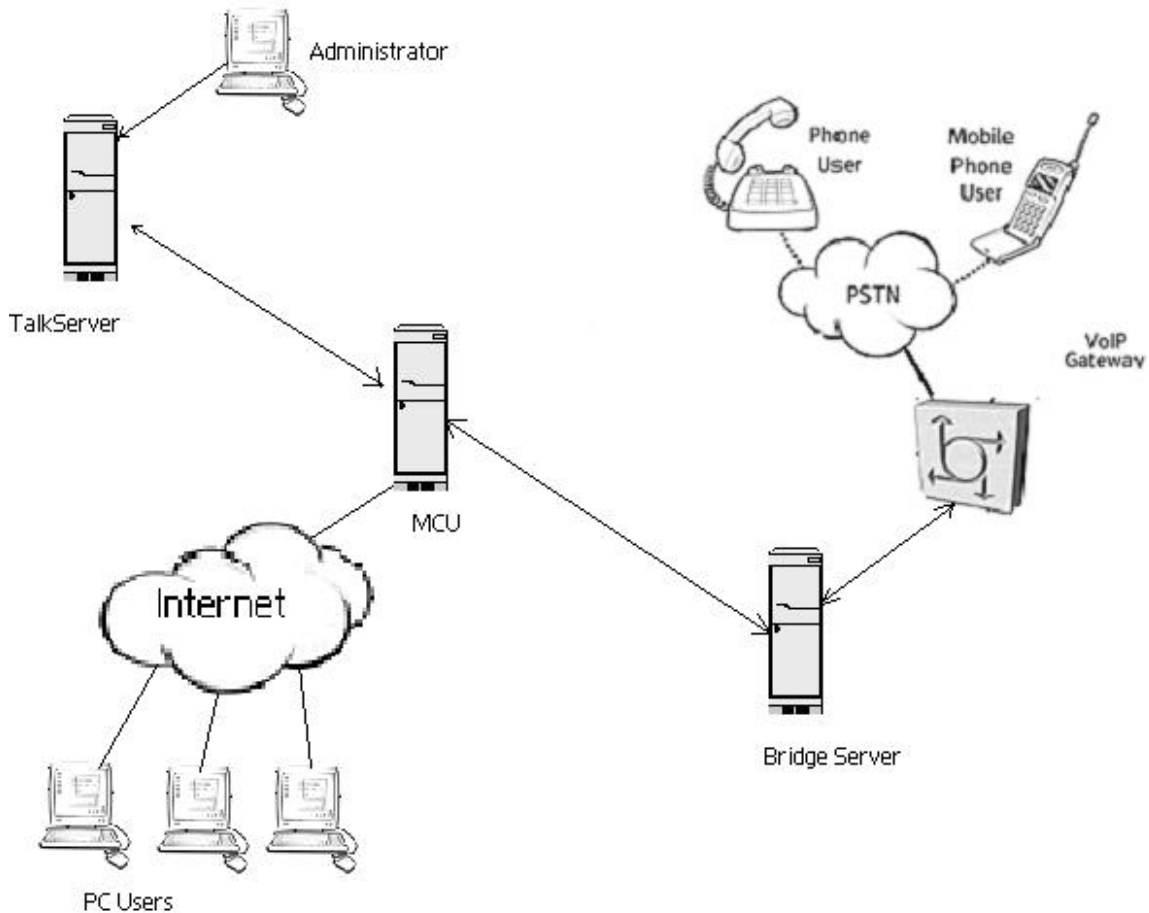 Administrator
Phone
User
Mobile
Phone
User
TalkServer
PSTN
VoIP
Gateway
MCU
Internet
Bridge Server
PC Users